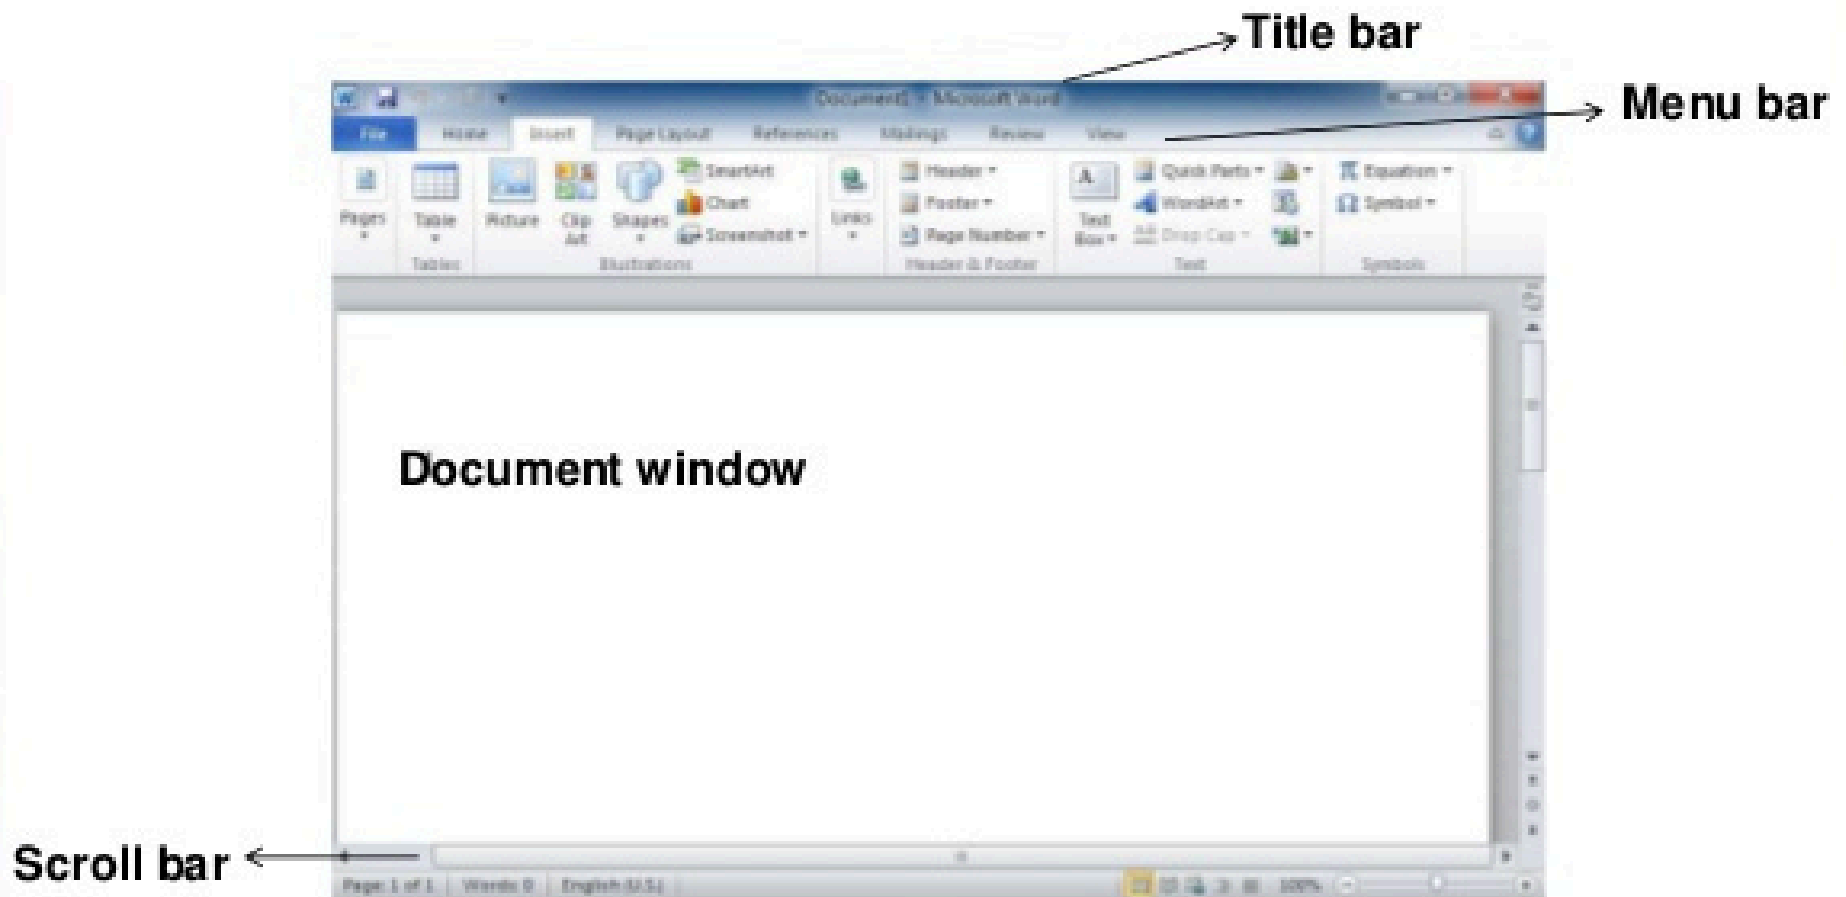 Title bar
Document1 - Microsoft Word
Menu bar
File Home Insert Page Layout References Mailings Review View
SmartArt Header Quick Parts Equation
Chart Footer WordArt Symbol
Pages Table Picture Clip Art Shapes Screenshot Links Page Number Text Box Drop Cap
Tables Illustrations Header & Footer Text Symbols
Document window
Scroll bar
Page: 1 of 1 Words: 0 English (U.S.) 100%